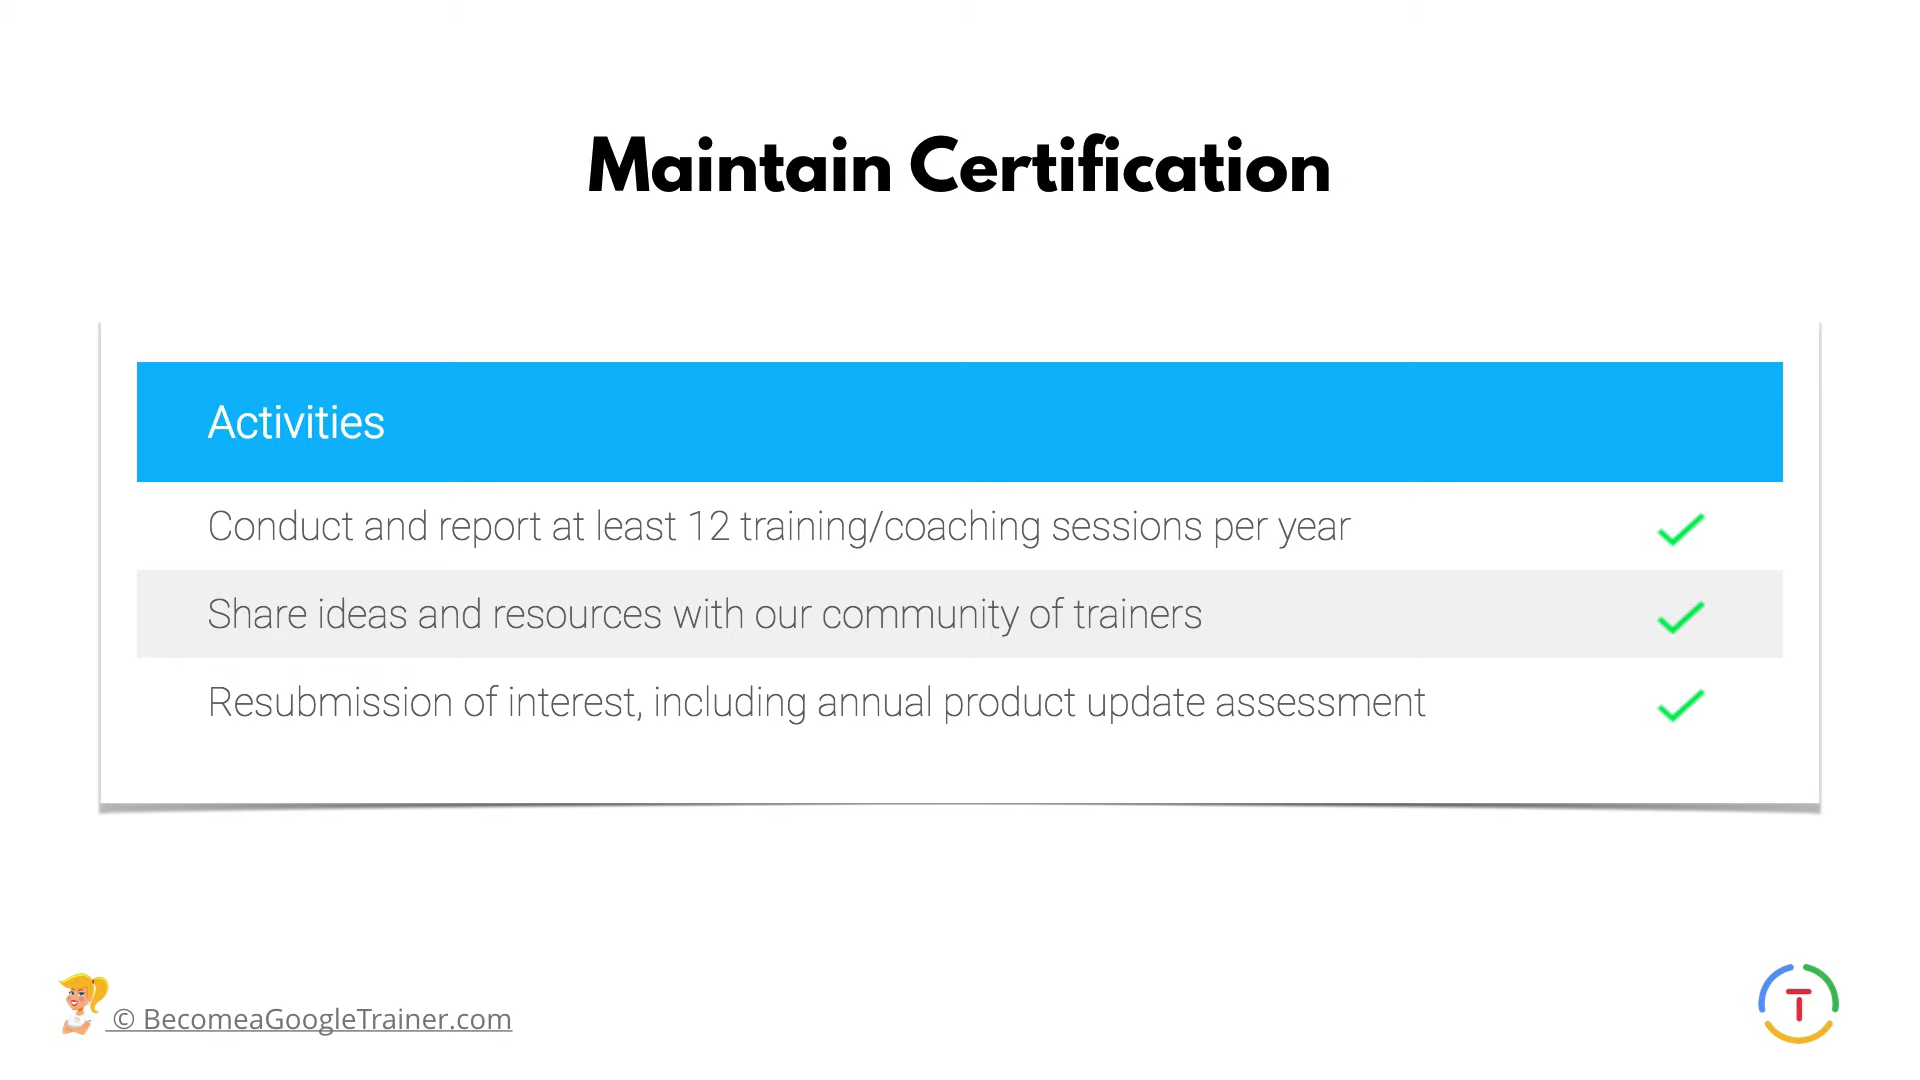 Maintain Certification
Activities
Conduct and report at least 12 training/coaching sessions per year
Share ideas and resources with our community of trainers
Resubmission of interest, including annual product update assessment
© BecomeaGoogleTrainer.com
T